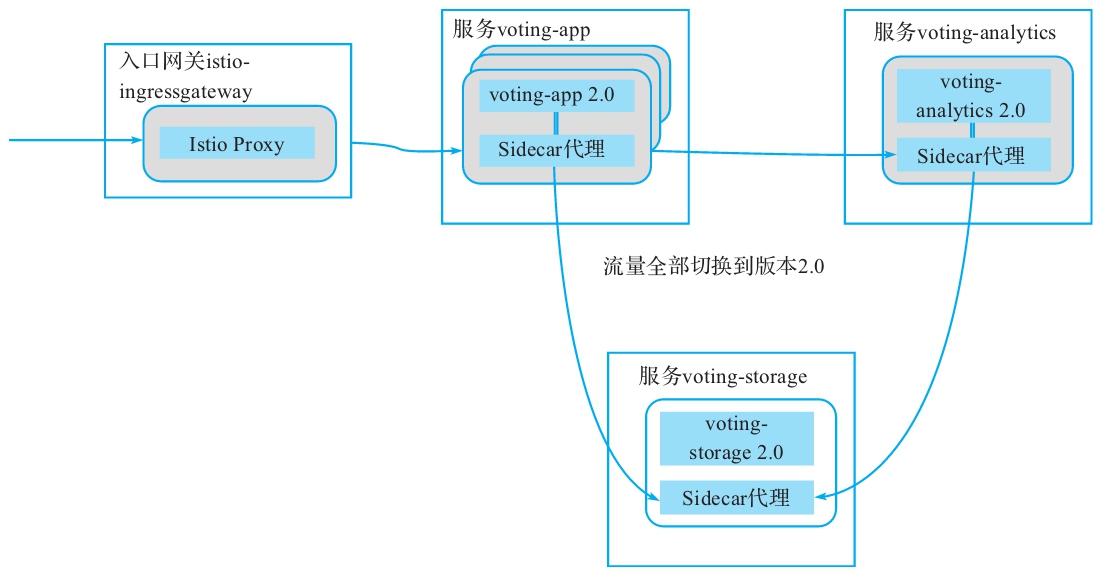 入口网关istio-
ingressgateway
Istio Proxy
服务voting-app
voting-app 2.0
Sidecar代理
服务voting-analytics
voting-
analytics 2.0
Sidecar代理
流量全部切换到版本2.0
服务voting-storage
voting-
storage 2.0
Sidecar代理